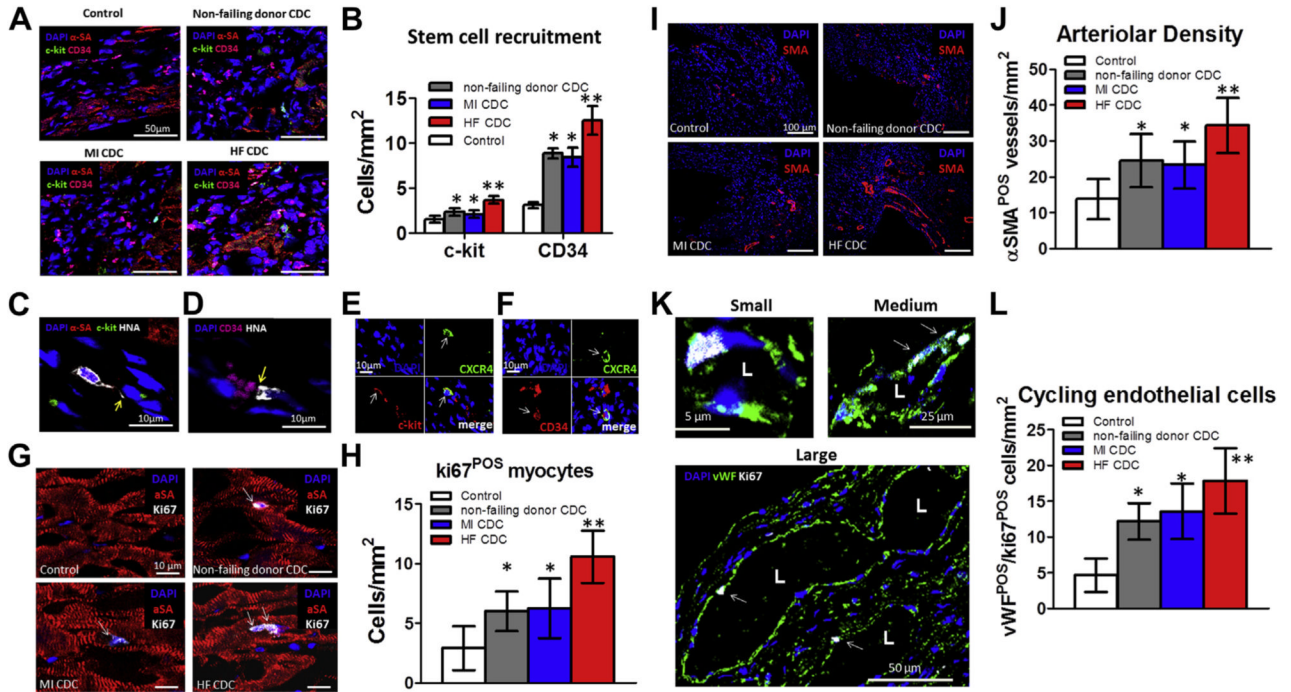 A
Control
Non-failing donor CDC
DAPI α-SA
c-kit CD34
50μm
DAPI α-SA
c-kit CD34
MI CDC
HF CDC
DAPI α-SA
c-kit CD34
DAPI α-SA
c-kit CD34
B
Stem cell recruitment
non-failing donor CDC
MI CDC
HF CDC
Control
Cells/mm²
15
10
5
0
* * **
* * **
c-kit
CD34
C
DAPI α-SA c-kit HNA
10μm
D
DAPI CD34 HNA
10μm
E
10μm
DAPI
CXCR4
c-kit
merge
F
10μm
CXCR4
CD34
merge
G
DAPI
aSA
Ki67
Control
10 μm
DAPI
aSA
Ki67
Non-failing donor CDC
aSA
Ki67
MI CDC
DAPI
aSA
Ki67
HF CDC
H
ki67POS myocytes
Control
non-failing donor CDC
MI CDC
HF CDC
Cells/mm²
15
10
5
0
* * **
I
DAPI
SMA
Control
100 μm
DAPI
SMA
Non-failing donor CDC
DAPI
SMA
MI CDC
DAPI
SMA
HF CDC
J
Arteriolar Density
Control
non-failing donor CDC
MI CDC
HF CDC
αSMAPOS vessels/mm²
50
40
30
20
10
0
* * **
K
Small
L
5 μm
Medium
L
25 μm
Large
DAPI vWF Ki67
L
L
L
50 μm
L
Cycling endothelial cells
Control
non-failing donor CDC
MI CDC
HF CDC
vWFPOS/ki67POS cells/mm²
25
20
15
10
5
0
* * **